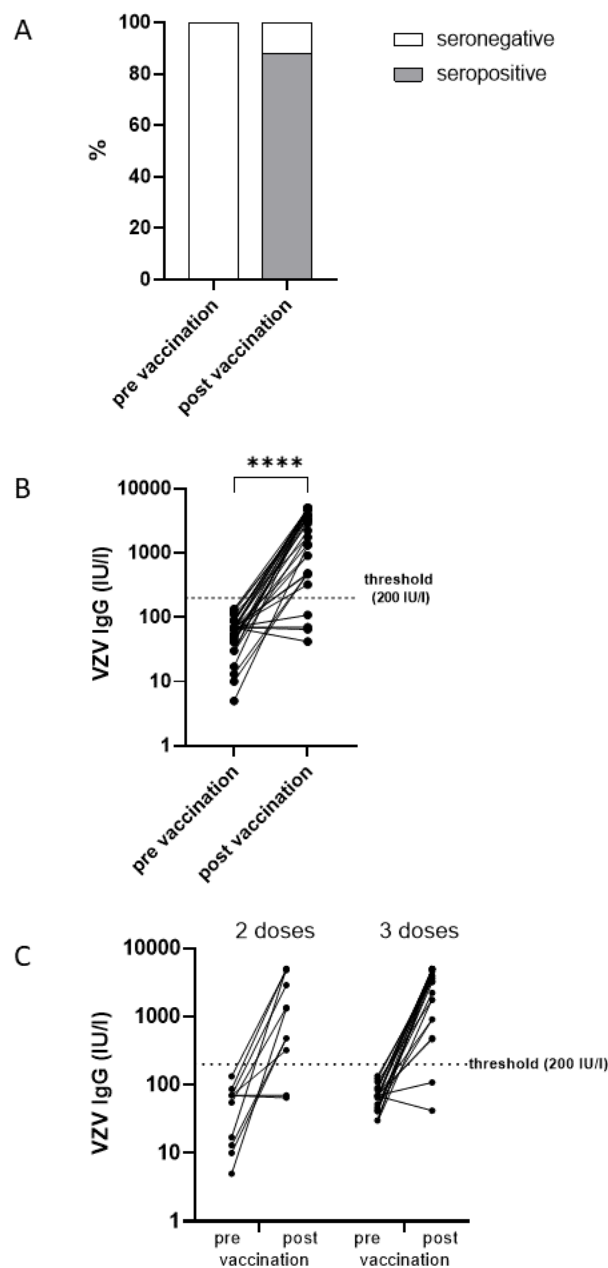 A
100
80
60
40
20
0
%
pre vaccination
post vaccination
seronegative
seropositive
B
****
10000
1000
100
10
1
VZV IgG (IU/l)
threshold
(200 IU/l)
pre vaccination
post vaccination
C
2 doses
3 doses
10000
1000
100
10
1
VZV IgG (IU/l)
threshold (200 IU/l)
pre post pre post
vaccination vaccination